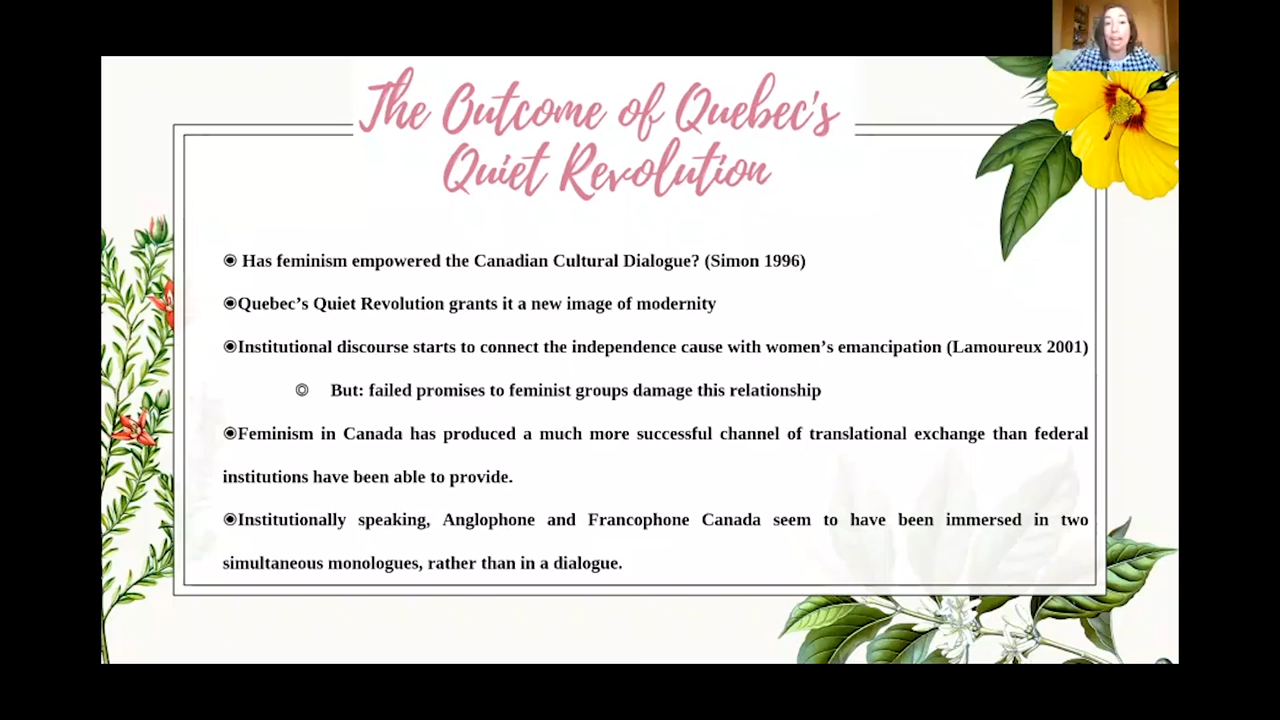 The Outcome of Quebec's
Quiet Revolution
◉ Has feminism empowered the Canadian Cultural Dialogue? (Simon 1996)
◉Quebec’s Quiet Revolution grants it a new image of modernity
◉Institutional discourse starts to connect the independence cause with women’s emancipation (Lamoureux 2001)
◎ But: failed promises to feminist groups damage this relationship
◉Feminism in Canada has produced a much more successful channel of translational exchange than federal
institutions have been able to provide.
◉Institutionally speaking, Anglophone and Francophone Canada seem to have been immersed in two
simultaneous monologues, rather than in a dialogue.